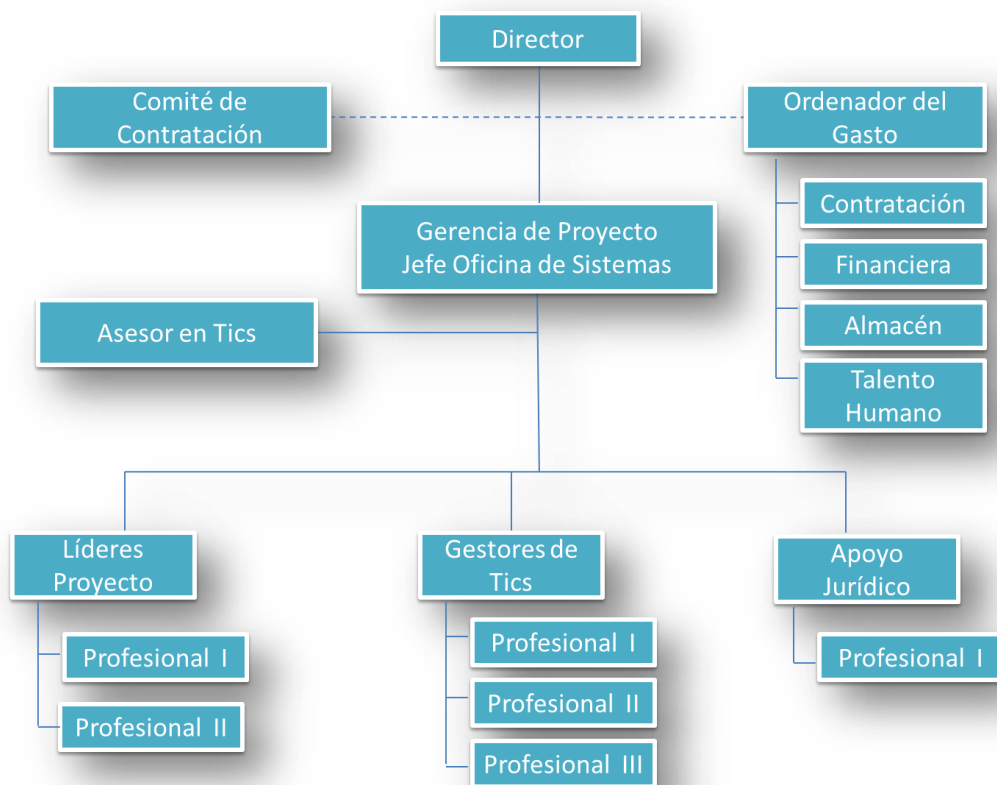 Director
Comité de
Contratación
Ordenador del
Gasto
Contratación
Financiera
Almacén
Talento
Humano
Gerencia de Proyecto
Jefe Oficina de Sistemas
Asesor en Tics
Líderes
Proyecto
Profesional I
Profesional II
Gestores de
Tics
Profesional I
Profesional II
Profesional III
Apoyo
Jurídico
Profesional I